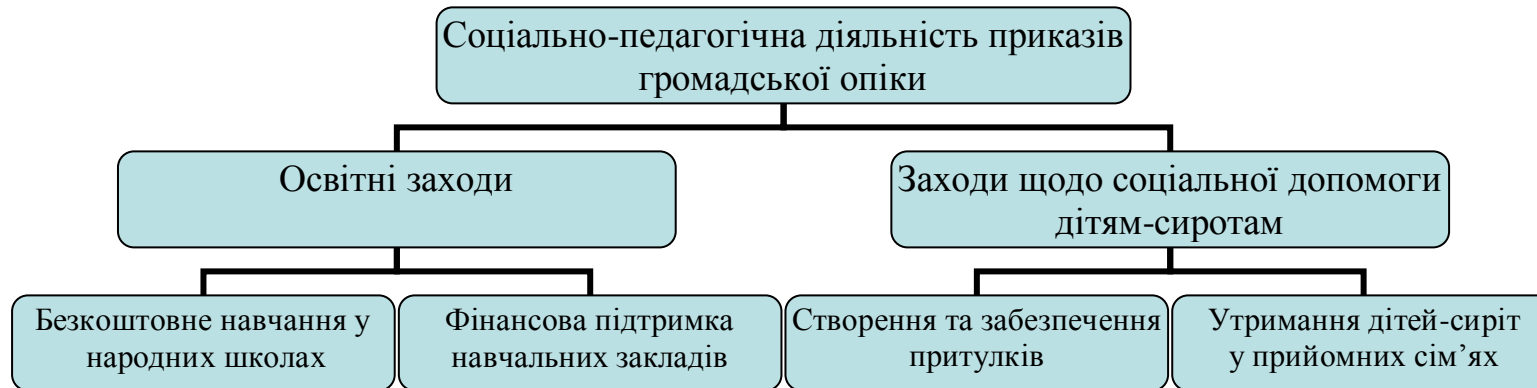 Соціально-педагогічна діяльність приказів
громадської опіки
Освітні заходи
Заходи щодо соціальної допомоги
дітям-сиротам
Безкоштовне навчання у
народних школах
Фінансова підтримка
навчальних закладів
Створення та забезпечення
притулків
Утримання дітей-сиріт
у прийомних сім’ях